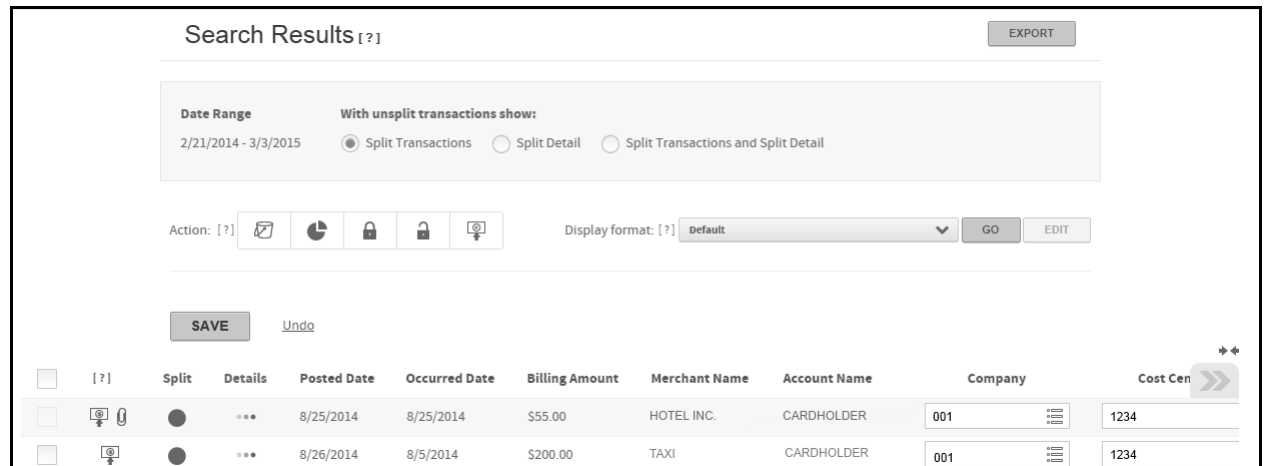 Search Results [?] EXPORT
Date Range With unsplit transactions show:
2/21/2014 - 3/3/2015 Split Transactions Split Detail Split Transactions and Split Detail
Action: [?] Display format: [?] Default GO EDIT
SAVE Undo
[?] Split Details Posted Date Occurred Date Billing Amount Merchant Name Account Name Company Cost Cen
8/25/2014 8/25/2014 $55.00 HOTEL INC. CARDHOLDER 001 1234
8/26/2014 8/5/2014 $200.00 TAXI CARDHOLDER 001 1234